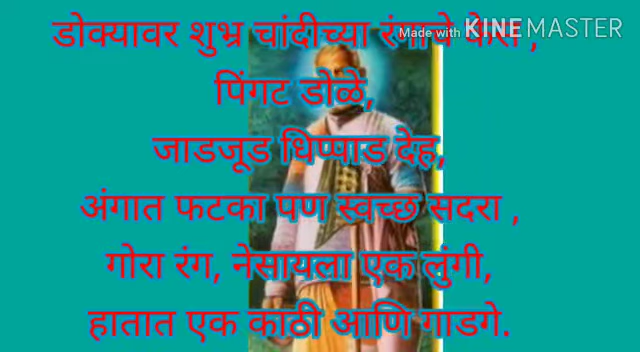 Made with KINEMASTER
डोक्यावर शुभ्र चांदीच्या रंगाचे ,
पिंगट डोळे,
जाडजूड धिप्पाड देह,
अंगात फटका पण स्वच्छ सदरा ,
गोरा रंग, नेसायला एक लुंगी,
हातात एक काठी आणि गाडगे.